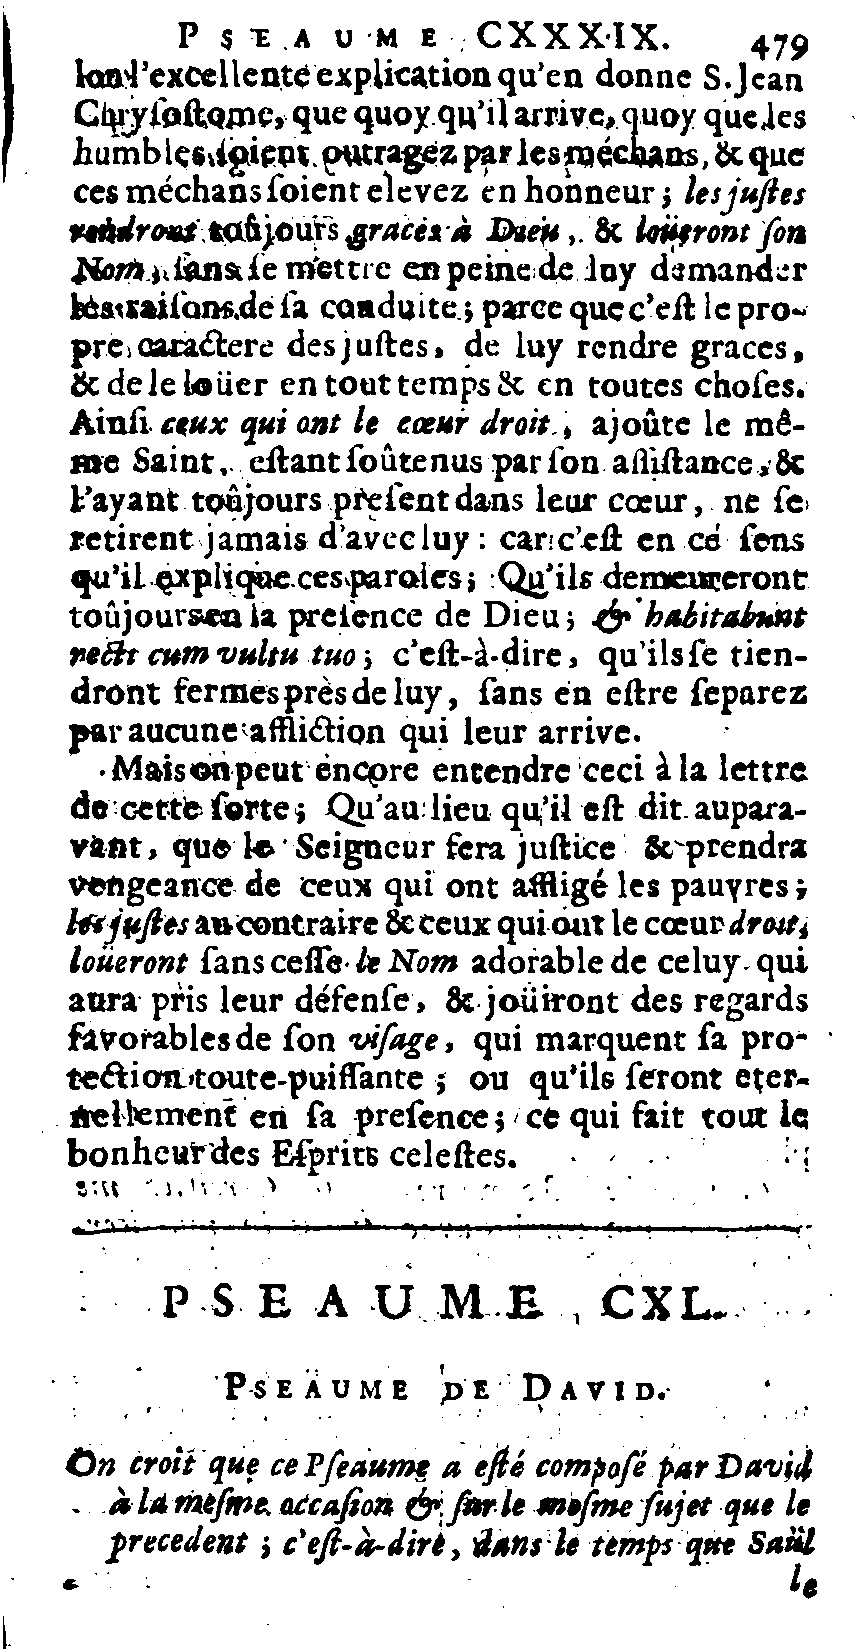 PSEAUME CXXXIX. 479
lon l'excellente explication qu'en donne S. Jean
Chryſoſtome, que quoy qu'il arrive, quoy que les
humbles ſoient outragez par les méchans, & que
ces méchans ſoient elevez en honneur ; les juſtes
rendront toûjours graces à Dieu, & loüeront ſon
Nom, ſans ſe mettre en peine de luy demander
les raiſons de ſa conduite ; parce que c'eſt le pro-
pre caractere des juſtes, de luy rendre graces,
& de le loüer en tout temps & en toutes choſes.
Ainſi ceux qui ont le cœur droit, ajoûte le mê-
me Saint, eſtant ſoûtenus par ſon aſſiſtance, &
l'ayant toûjours preſent dans leur cœur, ne ſe
retirent jamais d'avec luy : car c'eſt en ce ſens
qu'il explique ces paroles ; Qu'ils demeureront
toûjours en la preſence de Dieu ; & habitabunt
recti cum vultu tuo ; c'eſt-à-dire, qu'ils ſe tien-
dront fermes près de luy, ſans en eſtre ſeparez
par aucune affliction qui leur arrive.
Mais on peut encore entendre ceci à la lettre
de cette ſorte ; Qu'au lieu qu'il eſt dit aupara-
vant, que le Seigneur fera juſtice & prendra
vengeance de ceux qui ont affligé les pauvres ;
les juſtes au contraire & ceux qui ont le cœur droit,
loüeront ſans ceſſe le Nom adorable de celuy qui
aura pris leur défenſe, & joüiront des regards
favorables de ſon viſage, qui marquent ſa pro-
tection toute-puiſſante ; ou qu'ils ſeront eter-
nellement en ſa preſence ; ce qui fait tout le
bonheur des Eſprits celeſtes.
PSEAUME CXL.
PSEAUME DE DAVID.
On croit que ce Pſeaume a eſté compoſé par David
à la meſme occaſion & ſur le meſme ſujet que le
precedent ; c'eſt-à-dire, dans le temps que Saül
le